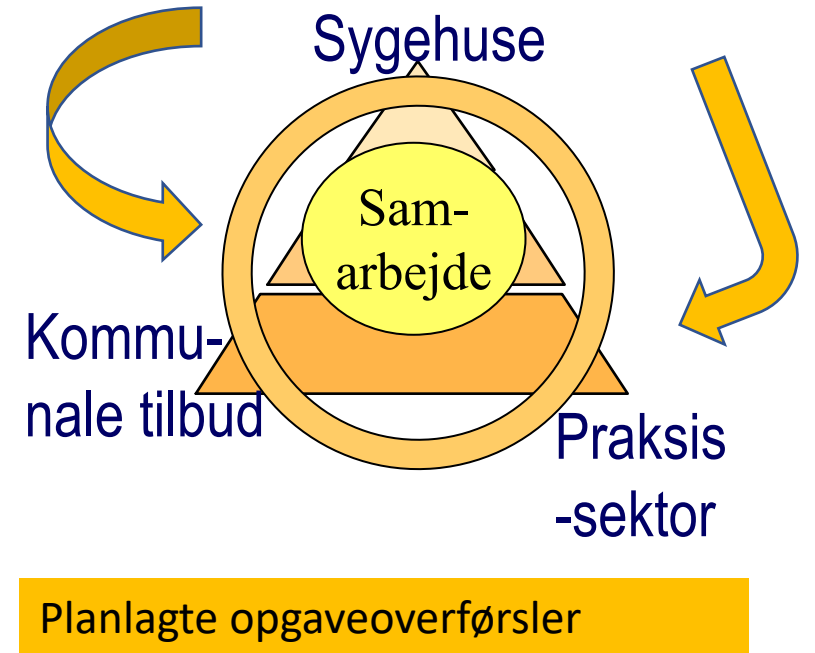 Sygehuse
Sam-
arbejde
Kommu-
nale tilbud
Praksis
-sektor
Planlagte opgaveoverførsler